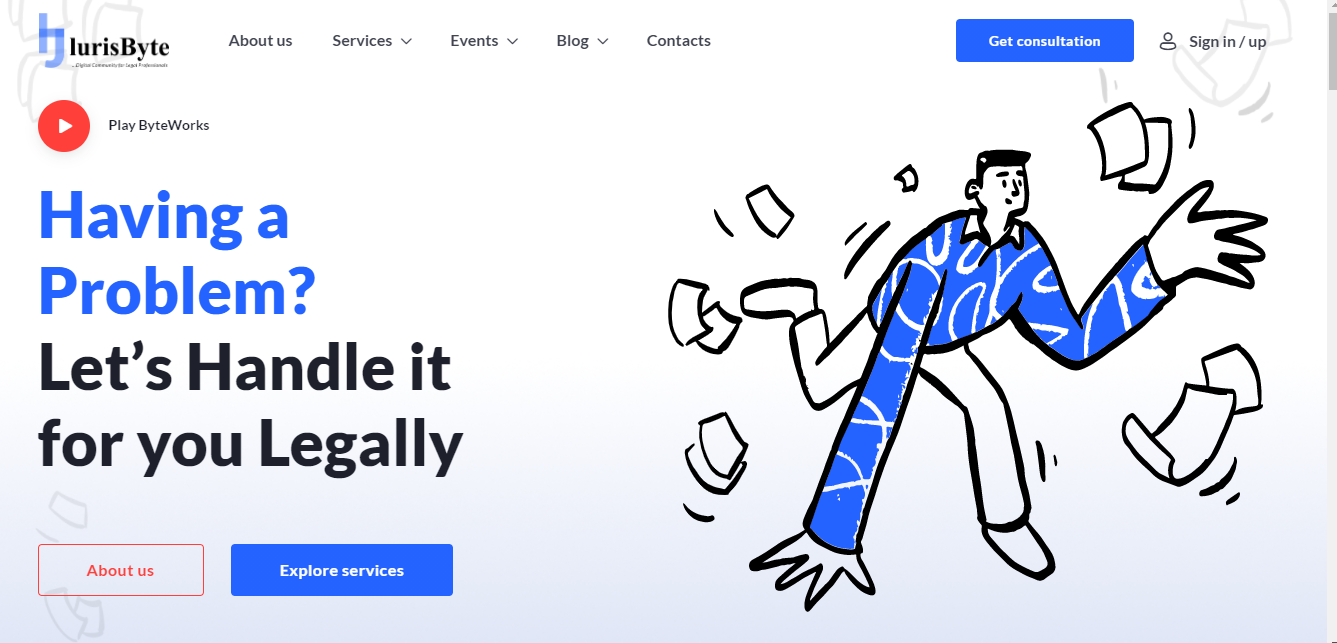 IurisByte
...Digital Community for Legal Professionals
About us
Services
Events
Blog
Contacts
Get consultation
Sign in / up
Play ByteWorks
Having a
Problem?
Let’s Handle it
for you Legally
About us
Explore services